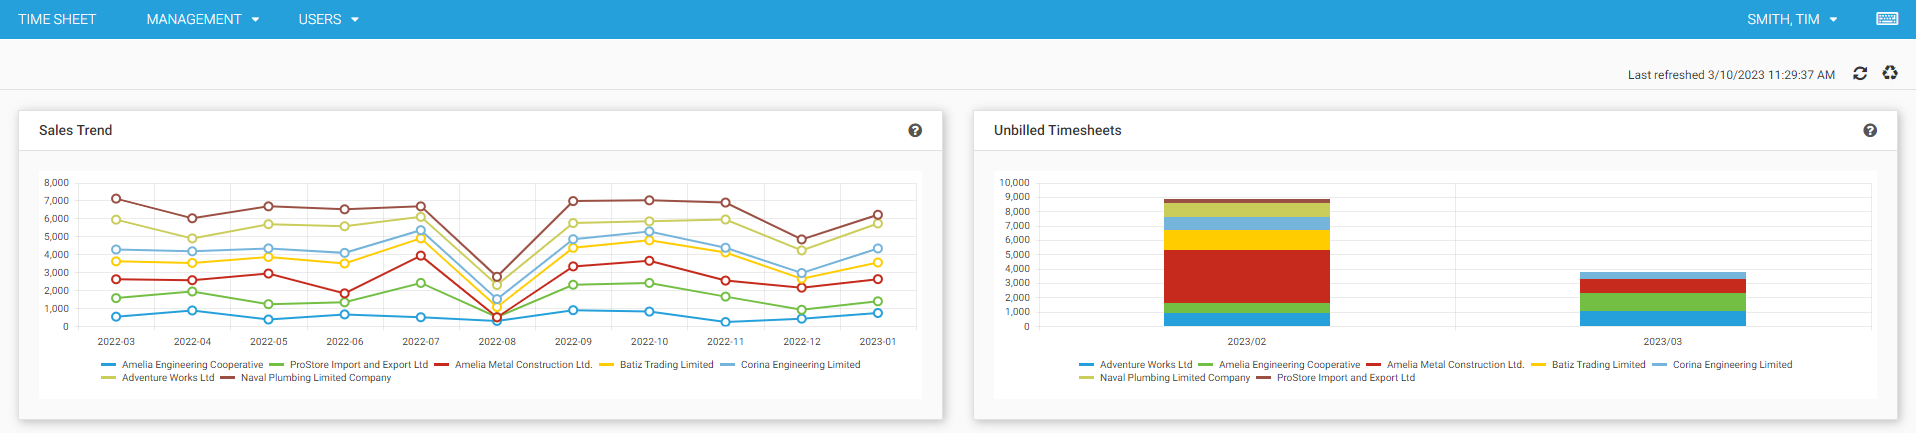 TIME SHEET MANAGEMENT USERS SMITH, TIM
Last refreshed 3/10/2023 11:29:37 AM
Sales Trend
8,000
7,000
6,000
5,000
4,000
3,000
2,000
1,000
0
2022-03 2022-04 2022-05 2022-06 2022-07 2022-08 2022-09 2022-10 2022-11 2022-12 2023-01
Amelia Engineering Cooperative ProStore Import and Export Ltd Amelia Metal Construction Ltd. Batiz Trading Limited Corina Engineering Limited
Adventure Works Ltd Naval Plumbing Limited Company
Unbilled Timesheets
10,000
9,000
8,000
7,000
6,000
5,000
4,000
3,000
2,000
1,000
0
2023/02 2023/03
Adventure Works Ltd Amelia Engineering Cooperative Amelia Metal Construction Ltd. Batiz Trading Limited Corina Engineering Limited
Naval Plumbing Limited Company ProStore Import and Export Ltd